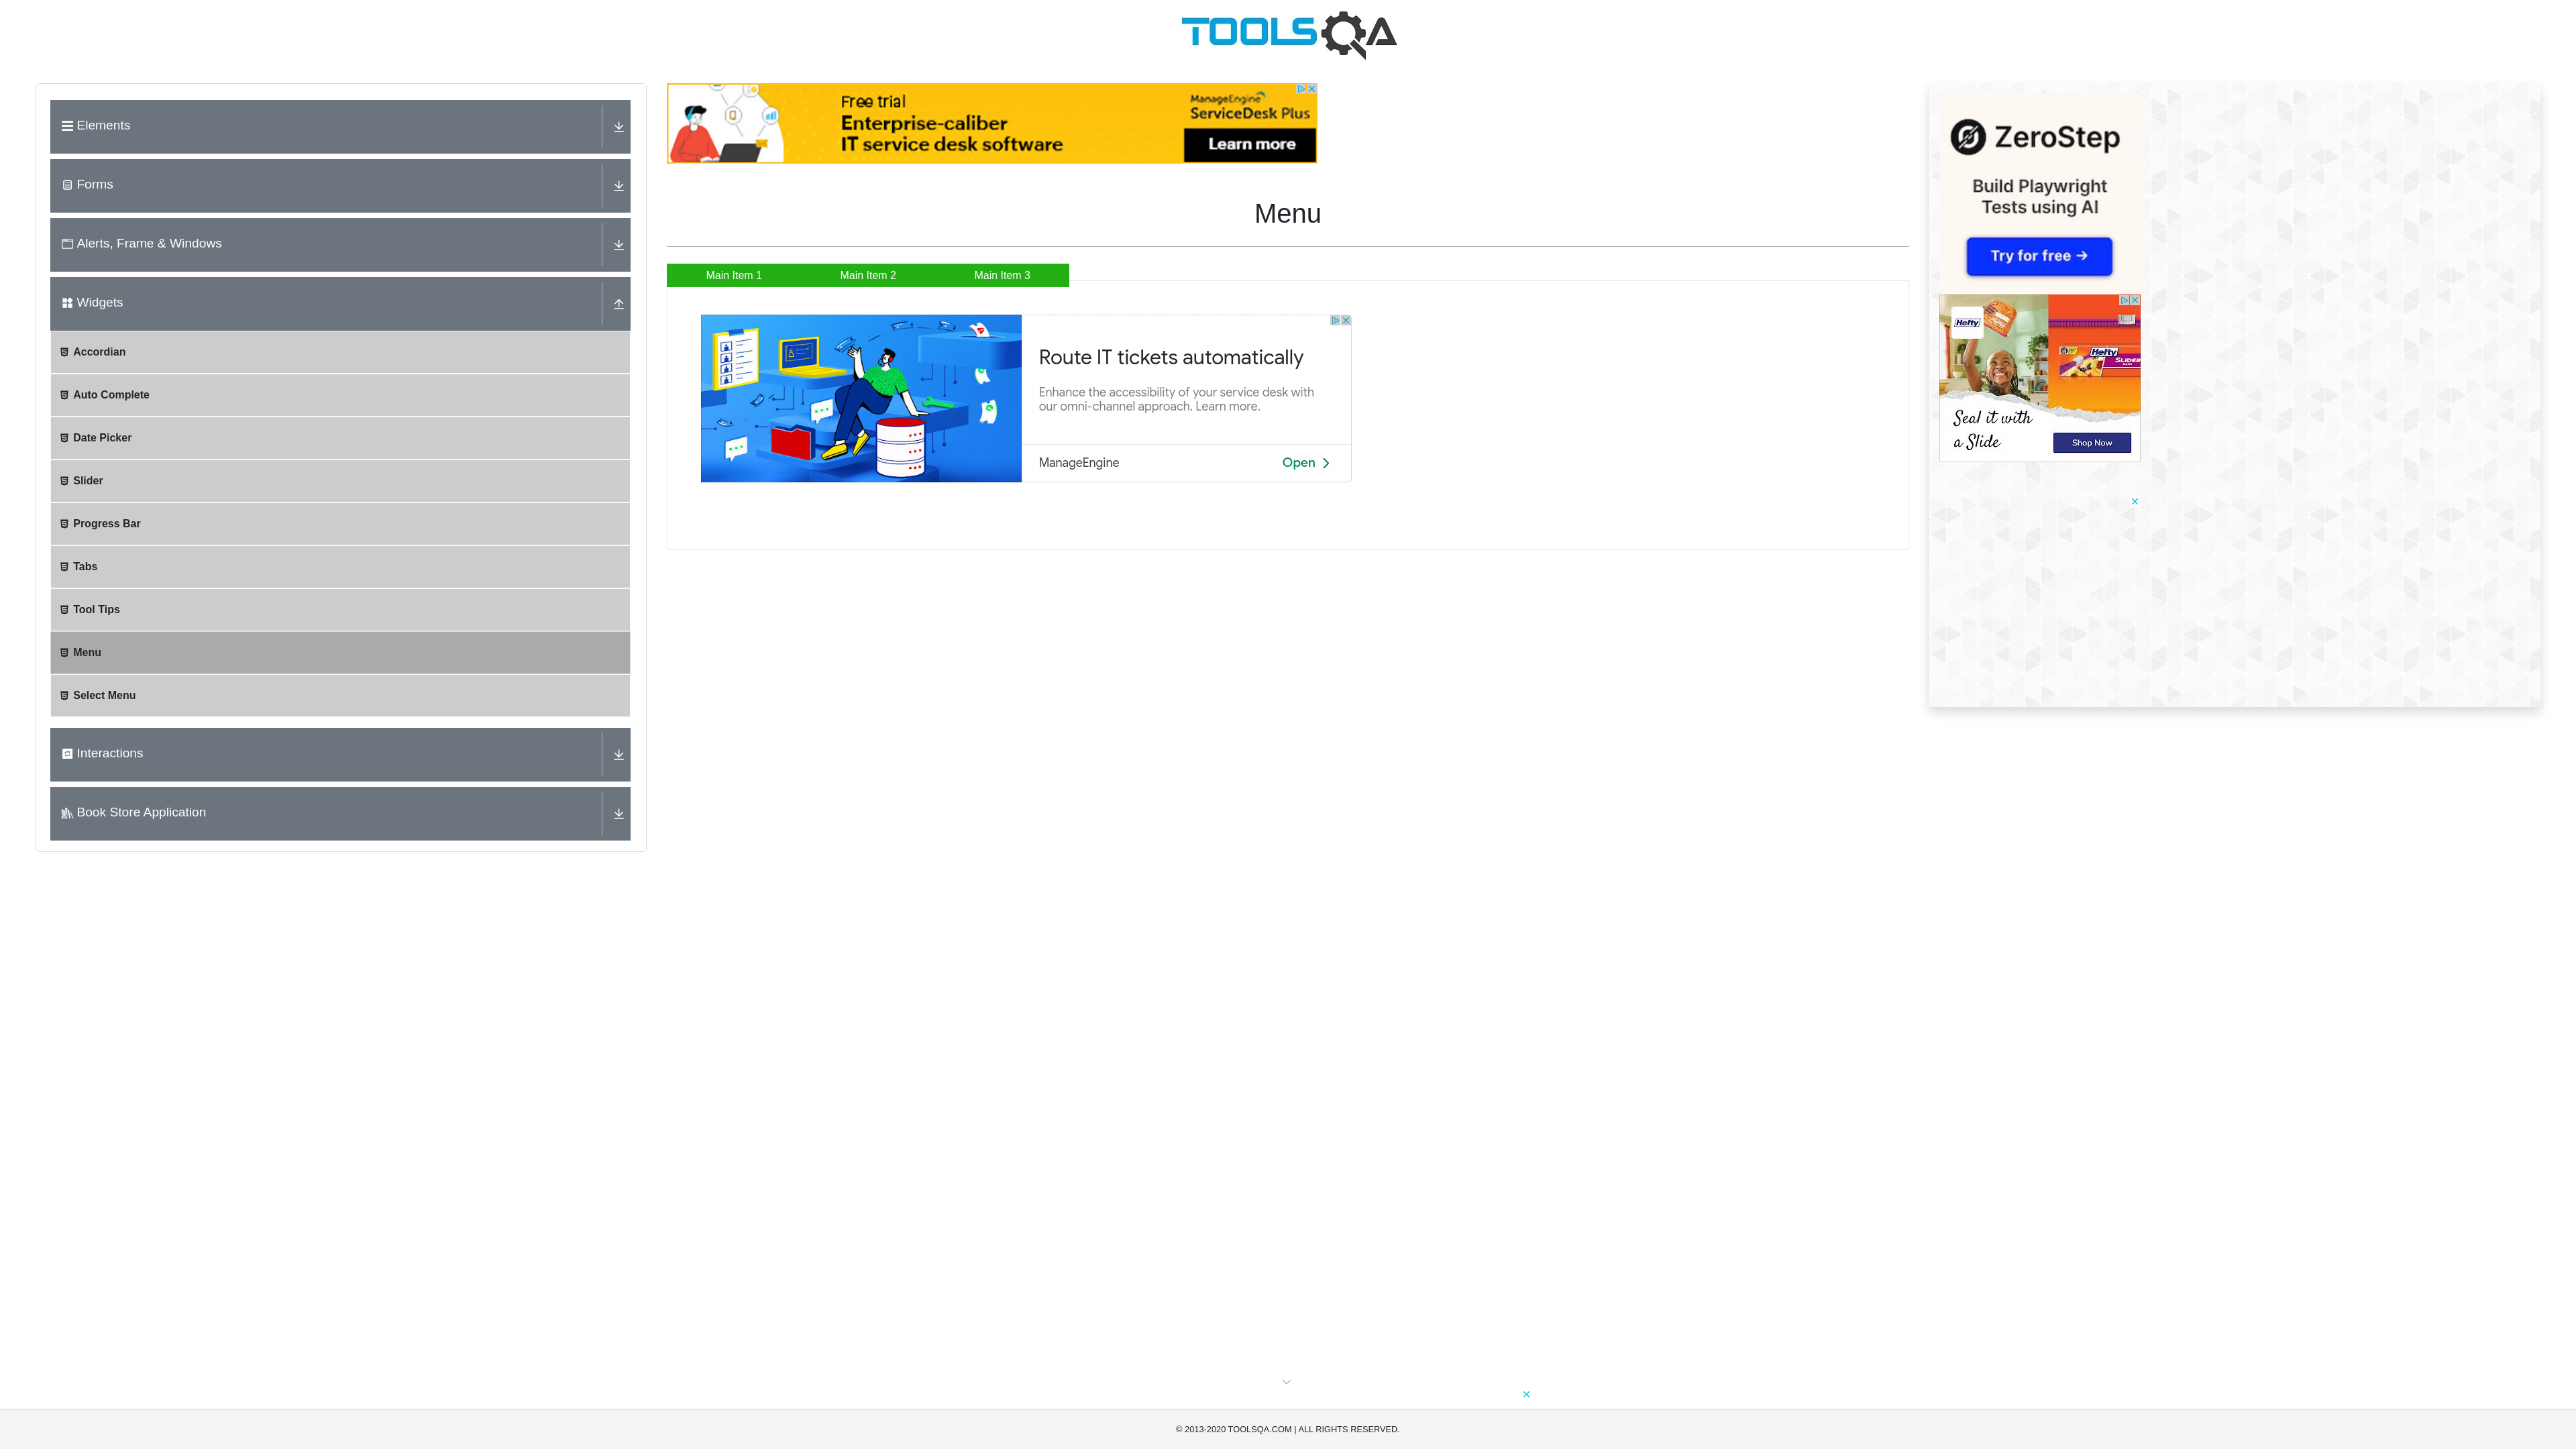 TOOLSQA
Elements
Forms
Alerts, Frame & Windows
Widgets
Accordian
Auto Complete
Date Picker
Slider
Progress Bar
Tabs
Tool Tips
Menu
Select Menu
Interactions
Book Store Application
Free trial
Enterprise-caliber
IT service desk software
ManageEngine
ServiceDesk Plus
Learn more
Menu
Main Item 1
Main Item 2
Main Item 3
Route IT tickets automatically
Enhance the accessibility of your service desk with
our omni-channel approach. Learn more.
ManageEngine
Open
ZeroStep
Build Playwright
Tests using AI
Try for free →
Hefty
Hefty
SLIDER
Seal it with
a Slide
Shop Now
© 2013-2020 TOOLSQA.COM | ALL RIGHTS RESERVED.